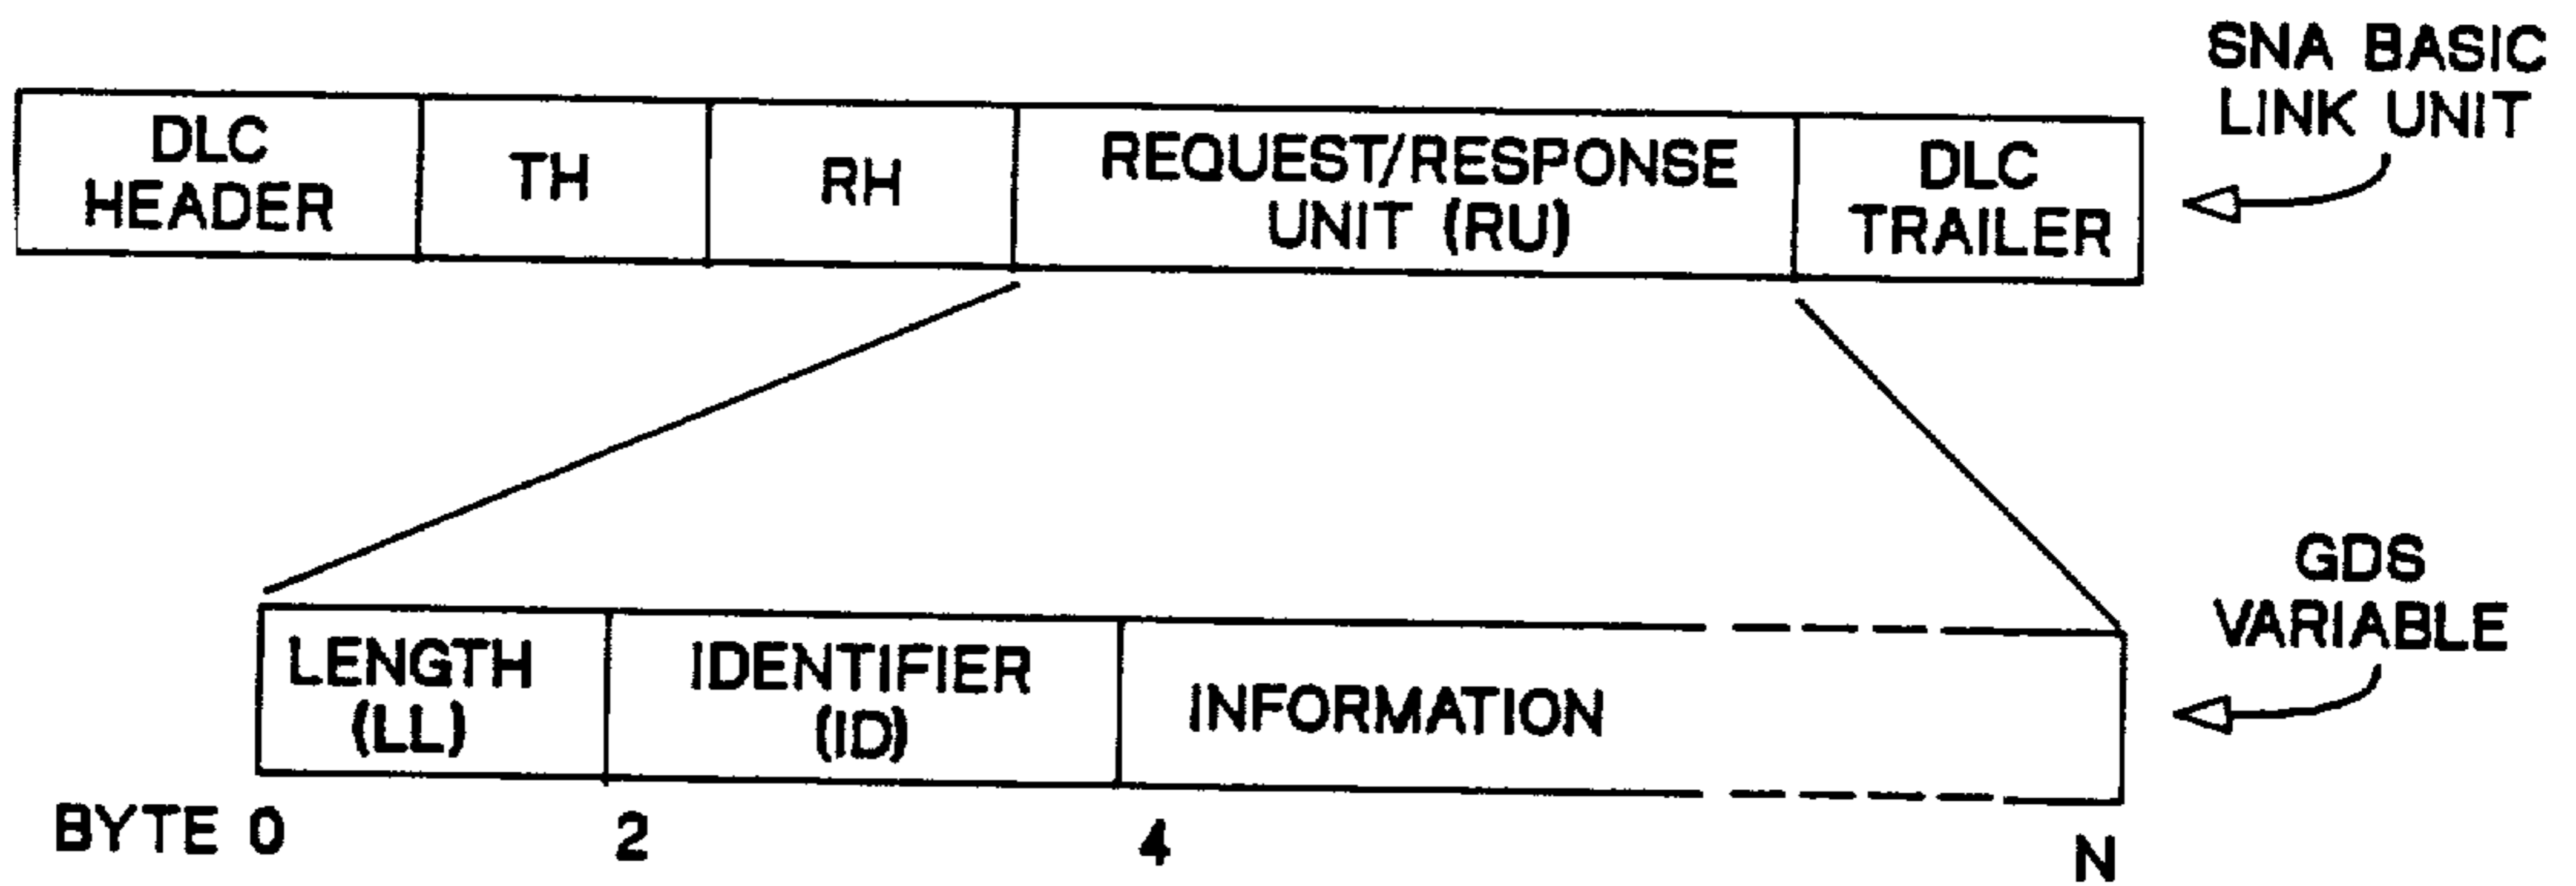 SNA BASIC
LINK UNIT
DLC
HEADER
TH
RH
REQUEST/RESPONSE
UNIT (RU)
DLC
TRAILER
GDS
VARIABLE
LENGTH
(LL)
IDENTIFIER
(ID)
INFORMATION
BYTE 0
2
4
N